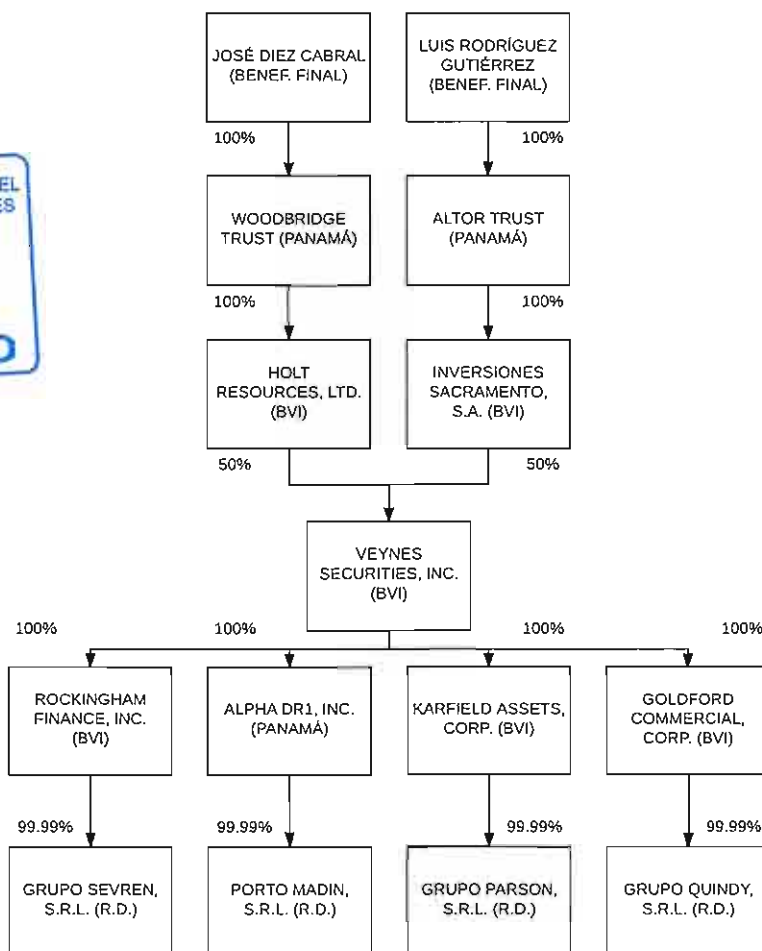 JOSÉ DIEZ CABRAL
(BENEF. FINAL)
LUIS RODRÍGUEZ
GUTIÉRREZ
(BENEF. FINAL)
100%
100%
WOODBRIDGE
TRUST (PANAMÁ)
ALTOR TRUST
(PANAMÁ)
100%
100%
HOLT
RESOURCES, LTD.
(BVI)
INVERSIONES
SACRAMENTO,
S.A. (BVI)
50%
50%
VEYNES
SECURITIES, INC.
(BVI)
100%
100%
100%
100%
ROCKINGHAM
FINANCE, INC.
(BVI)
ALPHA DR1, INC.
(PANAMÁ)
KARFIELD ASSETS,
CORP. (BVI)
GOLDFORD
COMMERCIAL,
CORP. (BVI)
99.99%
99.99%
99.99%
99.99%
GRUPO SEVREN,
S.R.L. (R.D.)
PORTO MADIN,
S.R.L. (R.D.)
GRUPO PARSON,
S.R.L. (R.D.)
GRUPO QUINDY,
S.R.L. (R.D.)